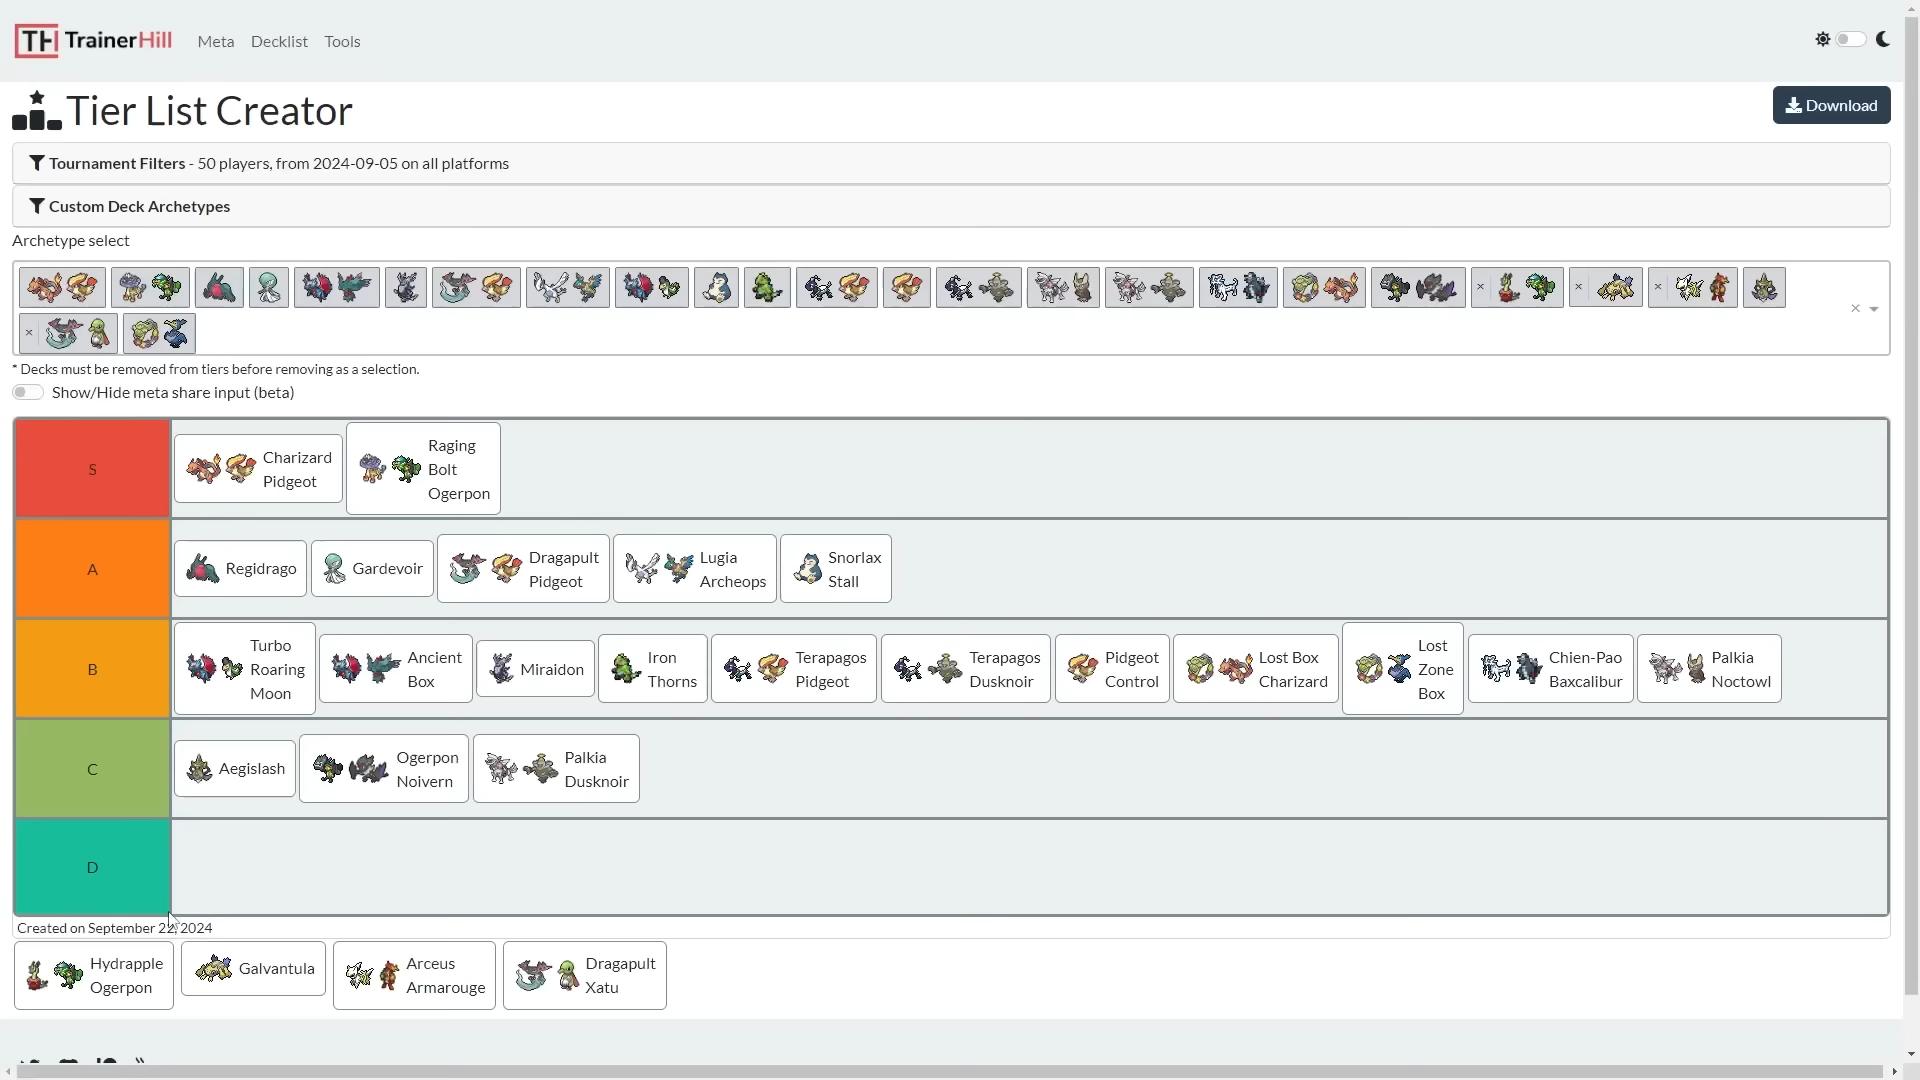 TH TrainerHill Meta Decklist Tools
Tier List Creator
Download
Tournament Filters - 50 players, from 2024-09-05 on all platforms
Custom Deck Archetypes
Archetype select
* Decks must be removed from tiers before removing as a selection.
Show/Hide meta share input (beta)
S
Charizard
Pidgeot
Raging
Bolt
Ogerpon
A
Regidrago
Gardevoir
Dragapult
Pidgeot
Lugia
Archeops
Snorlax
Stall
B
Turbo
Roaring
Moon
Ancient
Box
Miraidon
Iron
Thorns
Terapagos
Pidgeot
Terapagos
Dusknoir
Pidgeot
Control
Lost Box
Charizard
Lost
Zone
Box
Chien-Pao
Baxcalibur
Palkia
Noctowl
C
Aegislash
Ogerpon
Noivern
Palkia
Dusknoir
D
Created on September 22, 2024
Hydrapple
Ogerpon
Galvantula
Arceus
Armarouge
Dragapult
Xatu